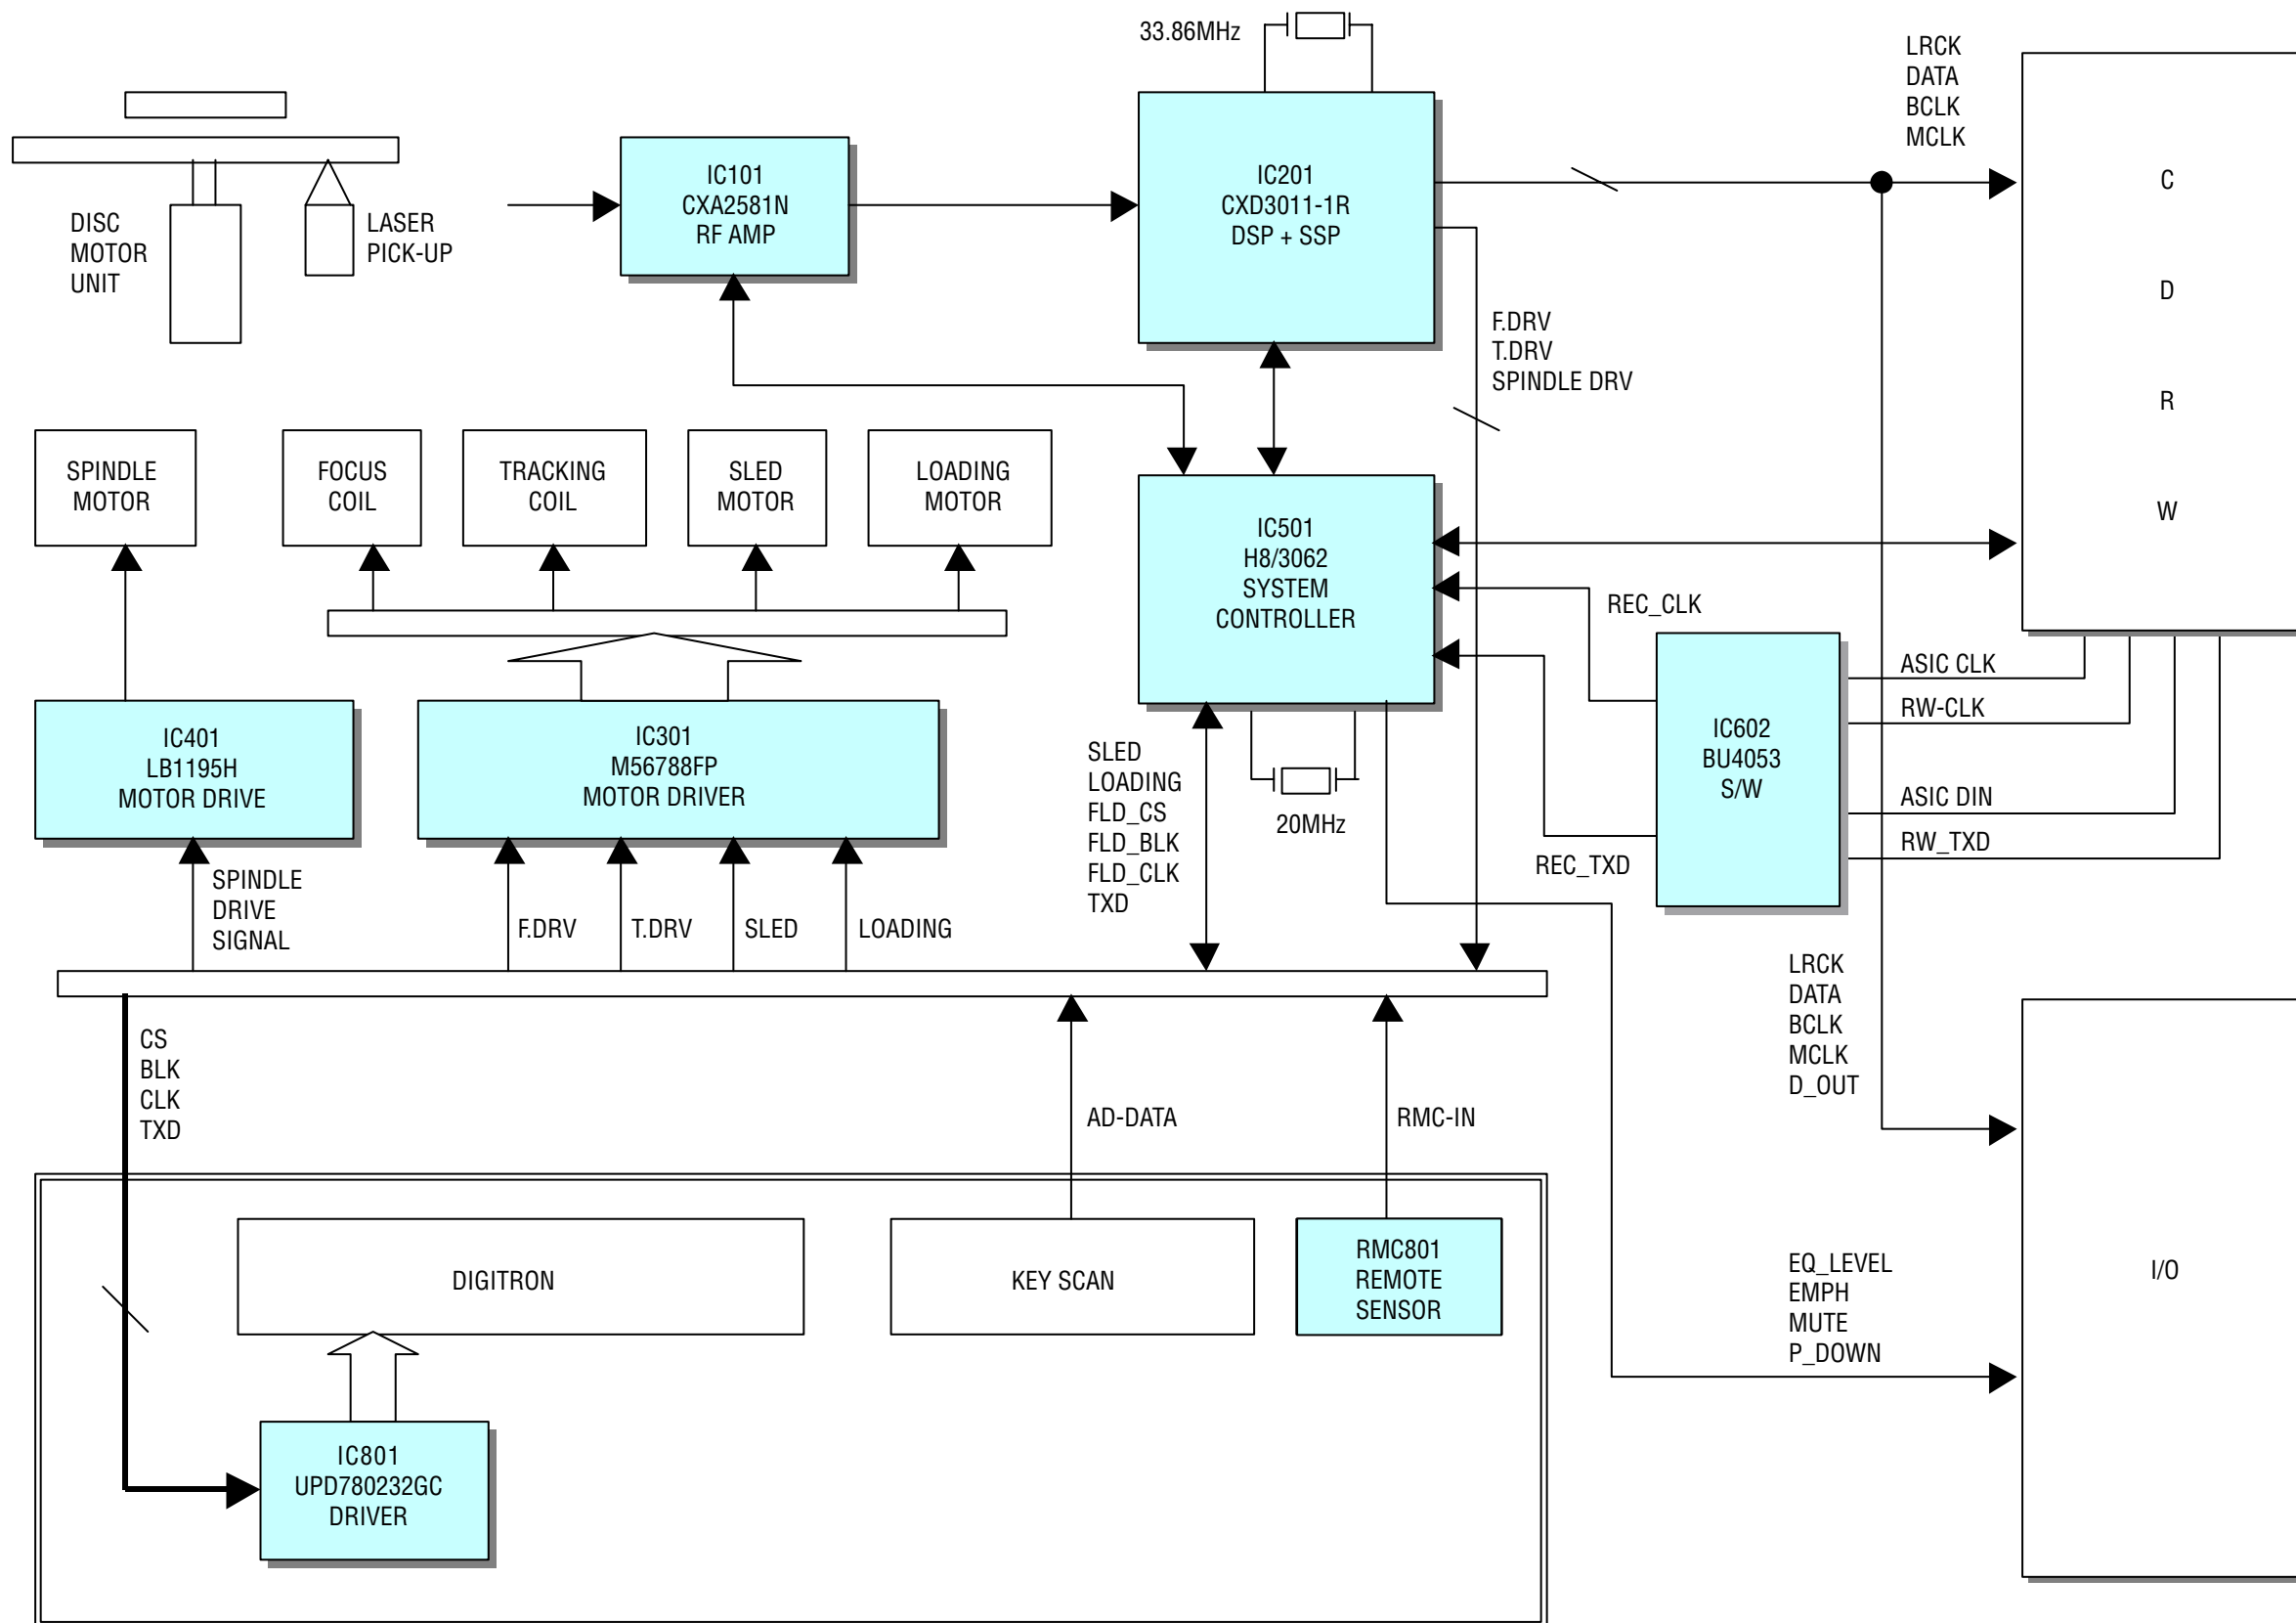 33.86MHz
LRCK
DATA
BCLK
MCLK
DISC
MOTOR
UNIT
LASER
PICK-UP
IC101
CXA2581N
RF AMP
IC201
CXD3011-1R
DSP + SSP
C
D
R
W
F.DRV
T.DRV
SPINDLE DRV
SPINDLE
MOTOR
FOCUS
COIL
TRACKING
COIL
SLED
MOTOR
LOADING
MOTOR
IC501
H8/3062
SYSTEM
CONTROLLER
REC_CLK
ASIC CLK
RW-CLK
ASIC DIN
RW_TXD
IC602
BU4053
S/W
IC401
LB1195H
MOTOR DRIVE
IC301
M56788FP
MOTOR DRIVER
SLED
LOADING
FLD_CS
FLD_BLK
FLD_CLK
TXD
20MHz
REC_TXD
SPINDLE
DRIVE
SIGNAL
F.DRV
T.DRV
SLED
LOADING
LRCK
DATA
BCLK
MCLK
D_OUT
CS
BLK
CLK
TXD
AD-DATA
RMC-IN
DIGITRON
KEY SCAN
RMC801
REMOTE
SENSOR
EQ_LEVEL
EMPH
MUTE
P_DOWN
I/O
IC801
UPD780232GC
DRIVER